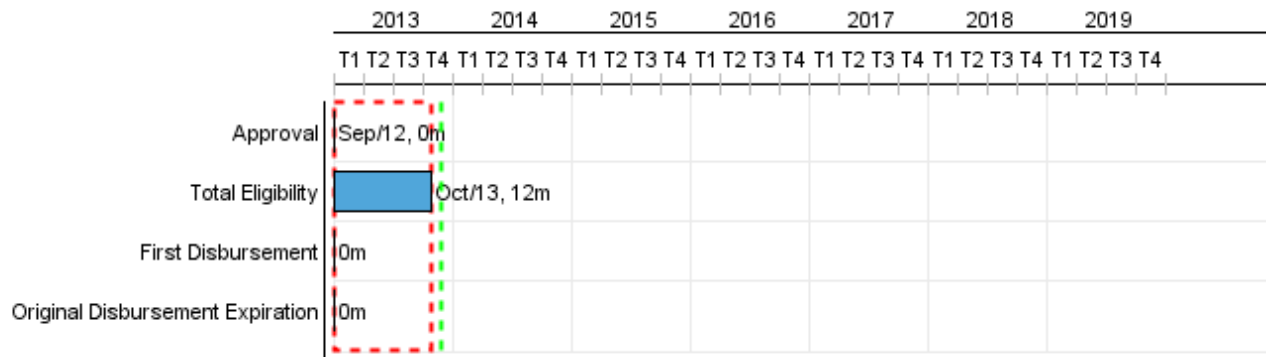 2013 2014 2015 2016 2017 2018 2019
T1 T2 T3 T4 T1 T2 T3 T4 T1 T2 T3 T4 T1 T2 T3 T4 T1 T2 T3 T4 T1 T2 T3 T4 T1 T2 T3 T4
Approval Sep/12, 0m
Total Eligibility Oct/13, 12m
First Disbursement 0m
Original Disbursement Expiration 0m